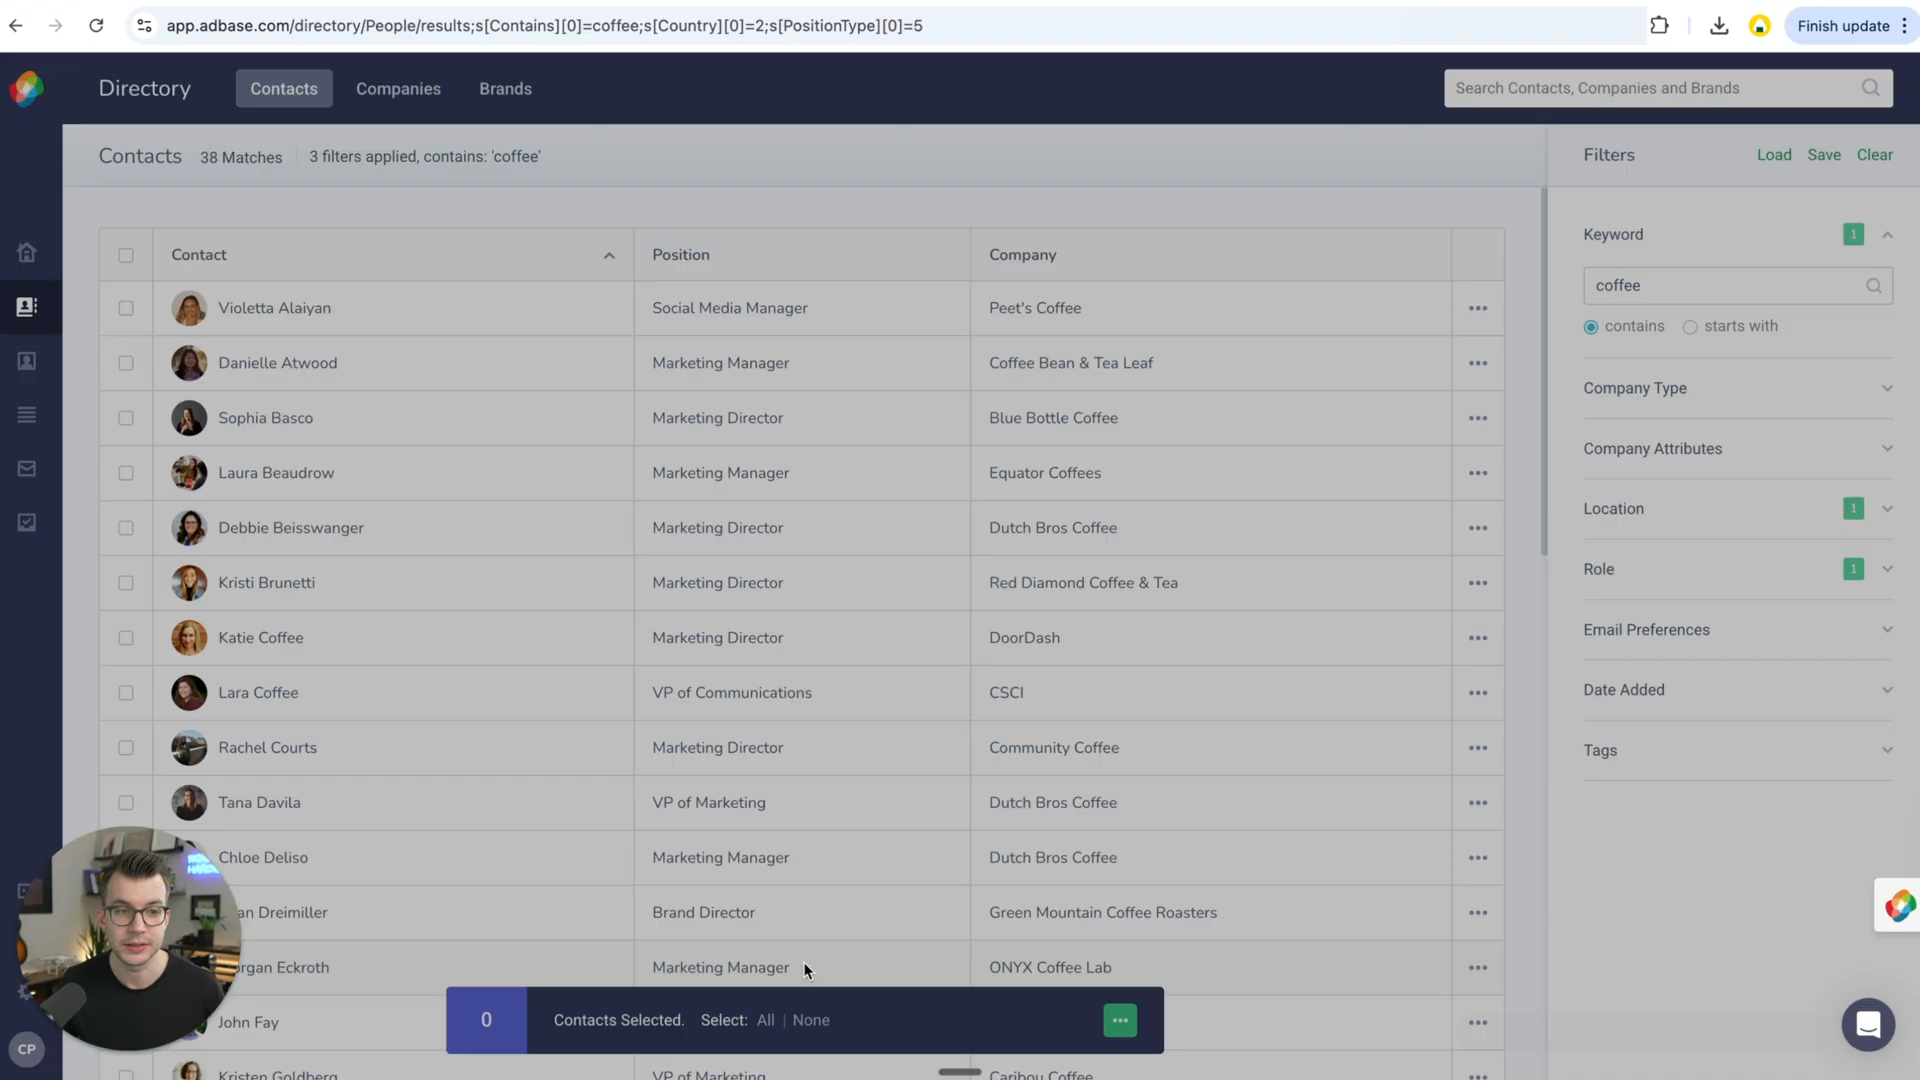 app.adbase.com/directory/People/results;s[Contains][0]=coffee;s[Country][0]=2;s[PositionType][0]=5
Finish update
Directory
Contacts
Companies
Brands
Search Contacts, Companies and Brands
Contacts
38 Matches
3 filters applied, contains: 'coffee'
Filters
Load
Save
Clear
Contact
Position
Company
Violetta Alaiyan
Social Media Manager
Peet's Coffee
Danielle Atwood
Marketing Manager
Coffee Bean & Tea Leaf
Sophia Basco
Marketing Director
Blue Bottle Coffee
Laura Beaudrow
Marketing Manager
Equator Coffees
Debbie Beisswanger
Marketing Director
Dutch Bros Coffee
Kristi Brunetti
Marketing Director
Red Diamond Coffee & Tea
Katie Coffee
Marketing Director
DoorDash
Lara Coffee
VP of Communications
CSCI
Rachel Courts
Marketing Director
Community Coffee
Tana Davila
VP of Marketing
Dutch Bros Coffee
Chloe Deliso
Marketing Manager
Dutch Bros Coffee
Dreimiller
Brand Director
Green Mountain Coffee Roasters
Eckroth
Marketing Manager
ONYX Coffee Lab
John Fay
Kristen Goldberg
VP of Marketing
Caribou Coffee
0
Contacts Selected.
Select:
All | None
Keyword
1
coffee
contains
starts with
Company Type
Company Attributes
Location
1
Role
1
Email Preferences
Date Added
Tags
CP